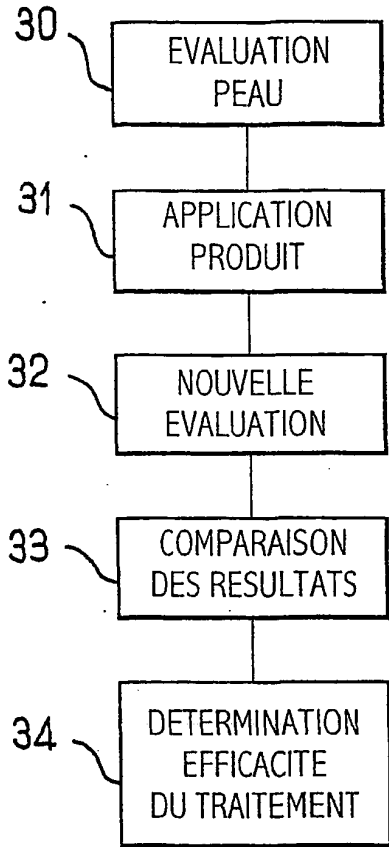 30
EVALUATION
PEAU
31
APPLICATION
PRODUIT
32
NOUVELLE
EVALUATION
33
COMPARAISON
DES RESULTATS
34
DETERMINATION
EFFICACITE
DU TRAITEMENT